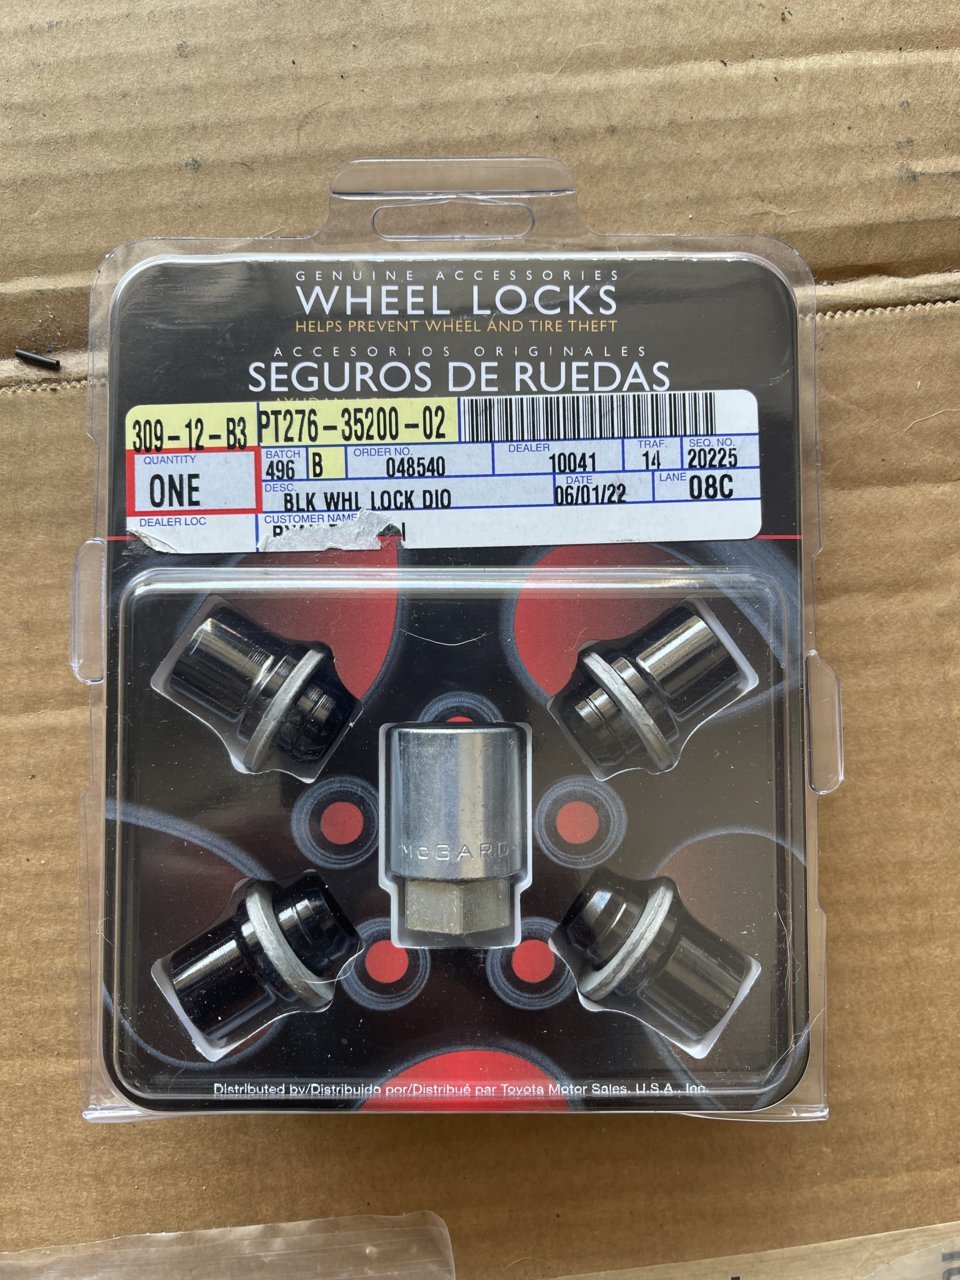 GENUINE ACCESSORIES
WHEEL LOCKS
HELPS PREVENT WHEEL AND TIRE THEFT
ACCESORIOS ORIGINALES
SEGUROS DE RUEDAS
309-12-B3 PT276-35200-02
QUANTITY
ONE
BATCH
496 B
ORDER NO.
048540
DEALER
10041
TRAF.
14
SEQ. NO.
20225
DESC.
BLK WHL LOCK DIO
DATE
06/01/22
LANE
08C
DEALER LOC
CUSTOMER NAME
McGARD
Distributed by/Distribuido por/Distribué par Toyota Motor Sales, U.S.A., Inc.